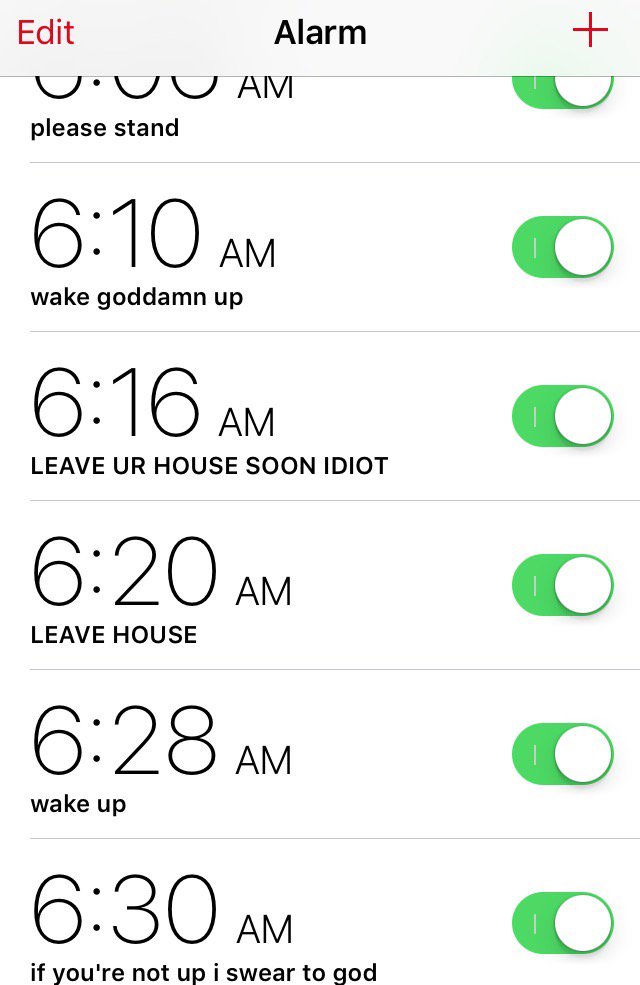 Edit Alarm +
AM
please stand
6:10 AM
wake goddamn up
6:16 AM
LEAVE UR HOUSE SOON IDIOT
6:20 AM
LEAVE HOUSE
6:28 AM
wake up
6:30 AM
if you're not up i swear to god